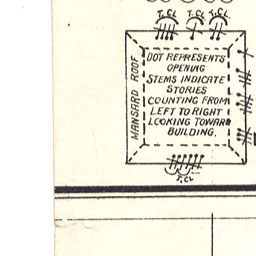 T.CL T.CL.
MANSARD ROOF
DOT REPRESENTS
OPENING
STEMS INDICATE
STORIES
COUNTING FROM
LEFT TO RIGHT
LOOKING TOWARD
BUILDING.
T.CL